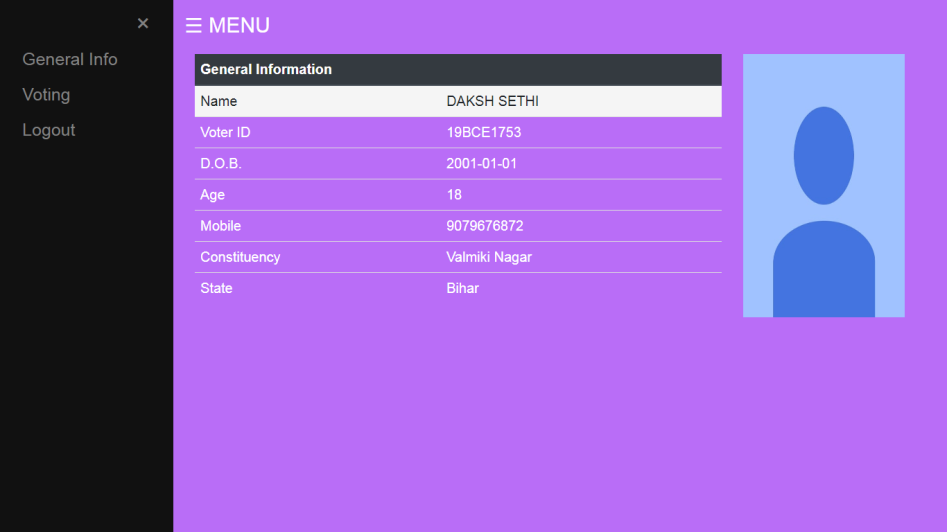 ×
General Info
Voting
Logout
☰ MENU
General Information
Name DAKSH SETHI
Voter ID 19BCE1753
D.O.B. 2001-01-01
Age 18
Mobile 9079676872
Constituency Valmiki Nagar
State Bihar